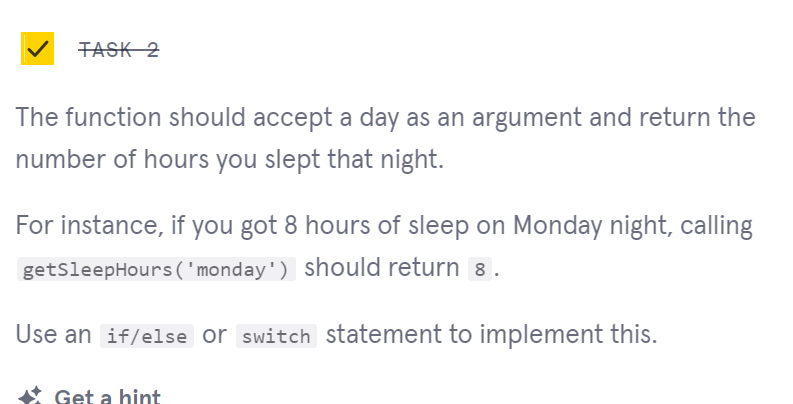 TASK 2
The function should accept a day as an argument and return the
number of hours you slept that night.
For instance, if you got 8 hours of sleep on Monday night, calling
getSleepHours('monday') should return 8.
Use an if/else or switch statement to implement this.
Get a hint